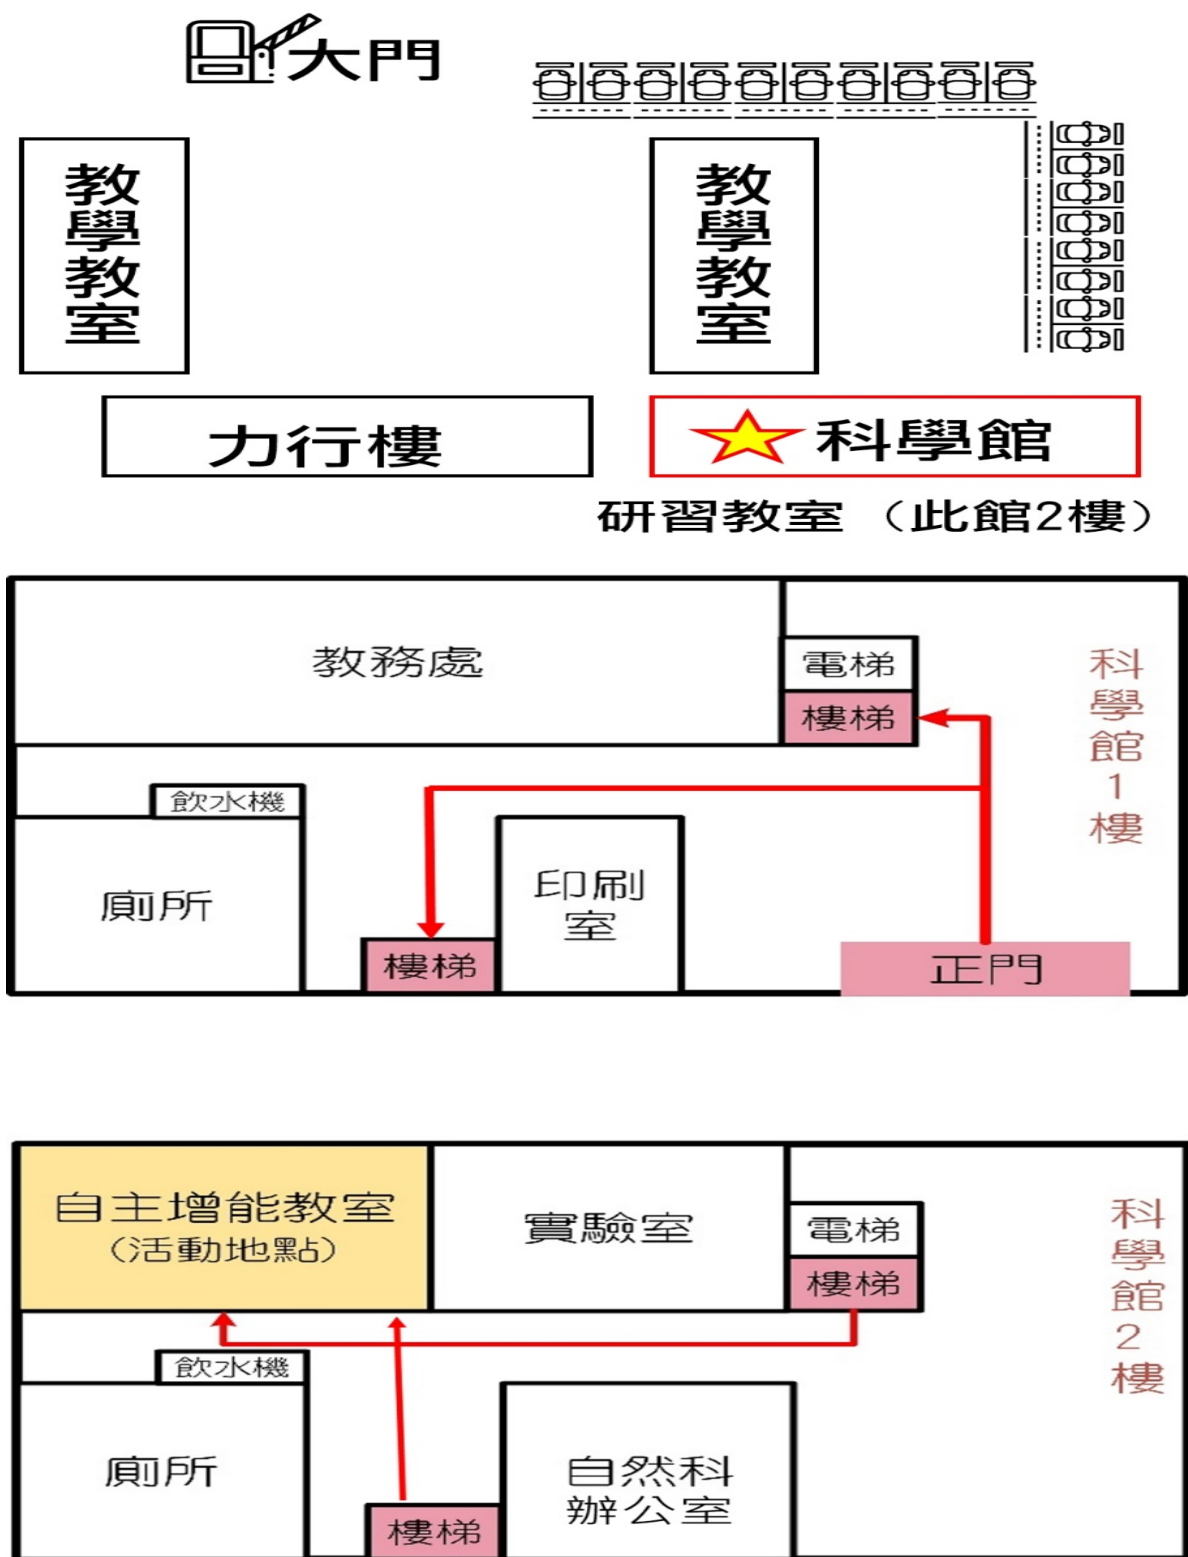 大門
教學教室
教學教室
力行樓
科學館
研習教室（此館2樓）
教務處
電梯
樓梯
科學館1樓
飲水機
廁所
印刷
室
樓梯
正門
自主增能教室
(活動地點)
實驗室
電梯
樓梯
科學館2樓
飲水機
廁所
自然科
辦公室
樓梯